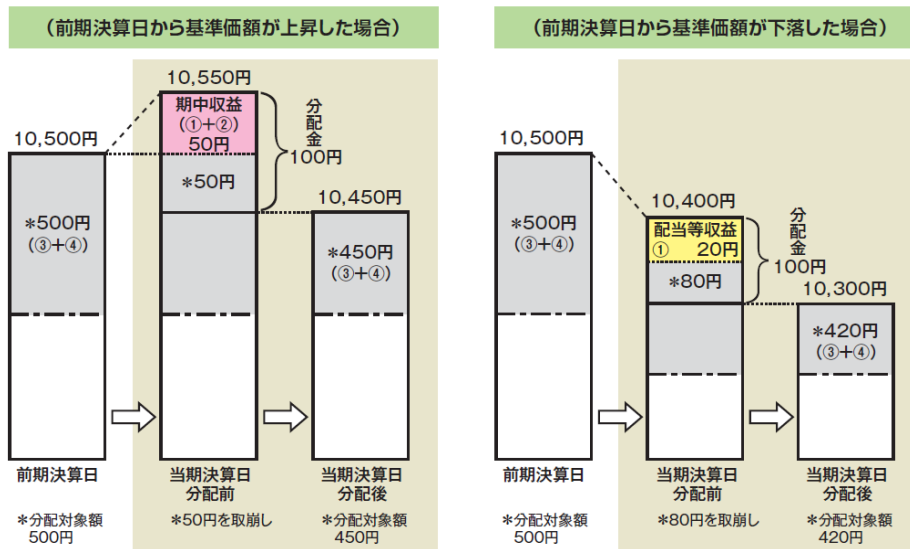 （前期決算日から基準価額が上昇した場合）
10,500円
＊500円
（③＋④）
前期決算日
＊分配対象額
500円
10,550円
期中収益
（①＋②）
50円
＊50円
分配金
100円
当期決算日
分配前
＊50円を取崩し
10,450円
＊450円
（③＋④）
当期決算日
分配後
＊分配対象額
450円
（前期決算日から基準価額が下落した場合）
10,500円
＊500円
（③＋④）
前期決算日
＊分配対象額
500円
10,400円
配当等収益
① 20円
＊80円
分配金
100円
当期決算日
分配前
＊80円を取崩し
10,300円
＊420円
（③＋④）
当期決算日
分配後
＊分配対象額
420円